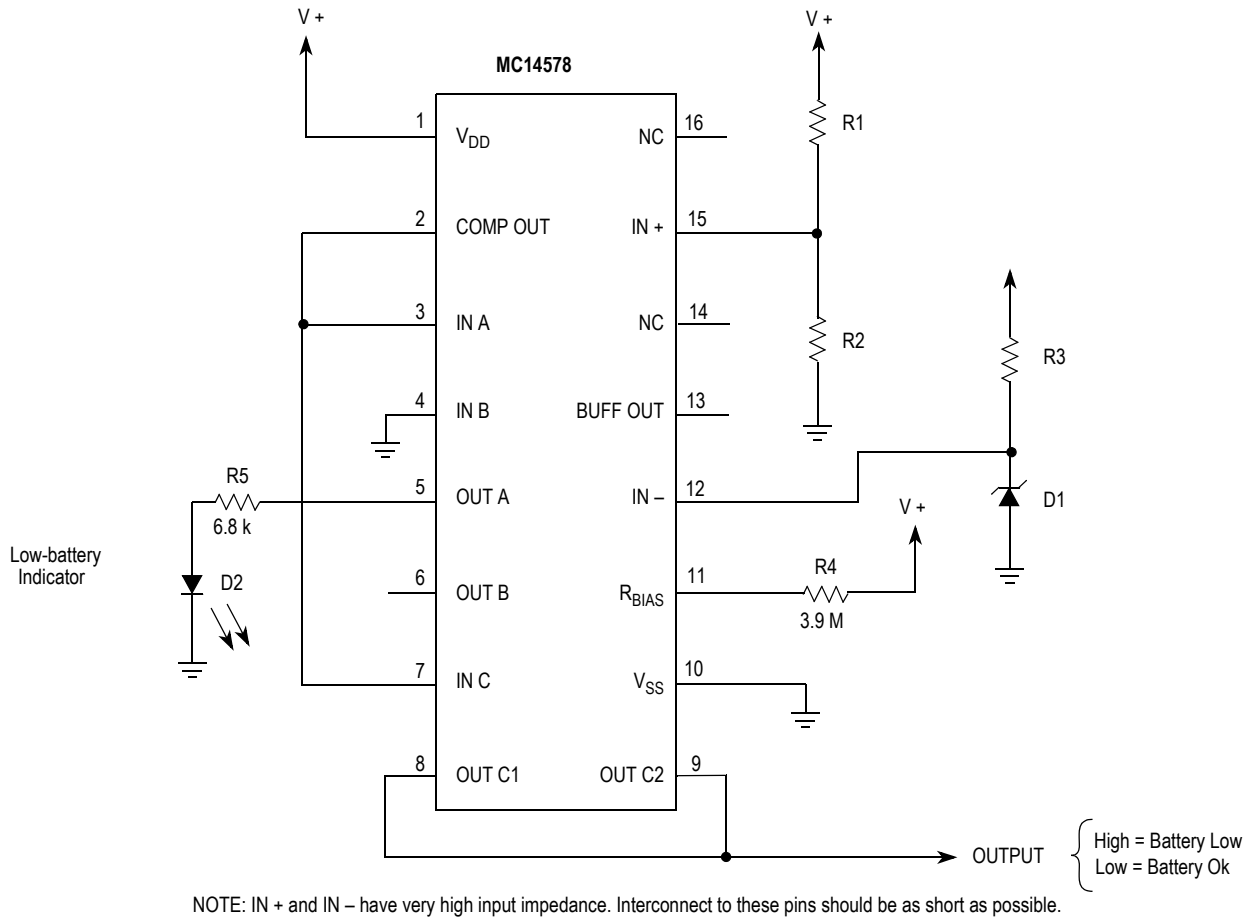 V +
V +
MC14578
1
VDD
NC
16
R1
2
COMP OUT
IN +
15
3
IN A
NC
14
R2
R3
4
IN B
BUFF OUT
13
R5
5
OUT A
IN –
12
D1
6.8 k
V +
Low-battery
Indicator
D2
6
OUT B
RBIAS
11
R4
3.9 M
7
IN C
VSS
10
8
OUT C1
OUT C2
9
OUTPUT
High = Battery Low
Low = Battery Ok
NOTE: IN + and IN – have very high input impedance. Interconnect to these pins should be as short as possible.